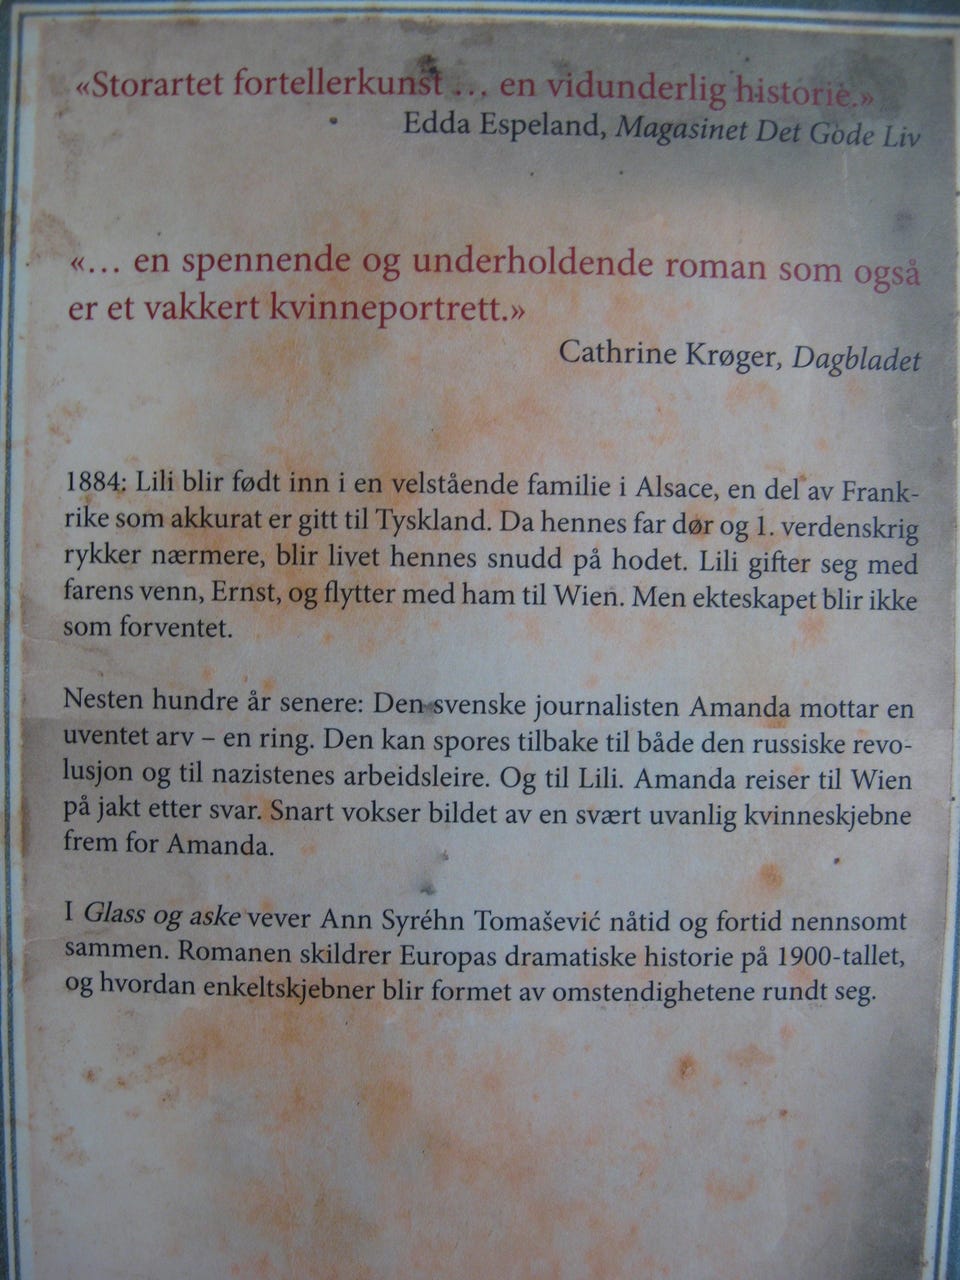 «Storartet fortellerkunst … en vidunderlig historie.»
Edda Espeland, Magasinet Det Gode Liv
«… en spennende og underholdende roman som også
er et vakkert kvinneportrett.»
Cathrine Krøger, Dagbladet
1884: Lili blir født inn i en velstående familie i Alsace, en del av Frank-
rike som akkurat er gitt til Tyskland. Da hennes far dør og 1. verdenskrig
rykker nærmere, blir livet hennes snudd på hodet. Lili gifter seg med
farens venn, Ernst, og flytter med ham til Wien. Men ekteskapet blir ikke
som forventet.
Nesten hundre år senere: Den svenske journalisten Amanda mottar en
uventet arv – en ring. Den kan spores tilbake til både den russiske revo-
lusjon og til nazistenes arbeidsleire. Og til Lili. Amanda reiser til Wien
på jakt etter svar. Snart vokser bildet av en svært uvanlig kvinneskjebne
frem for Amanda.
I Glass og aske vever Ann Syréhn Tomašević nåtid og fortid nennsomt
sammen. Romanen skildrer Europas dramatiske historie på 1900-tallet,
og hvordan enkeltskjebner blir formet av omstendighetene rundt seg.